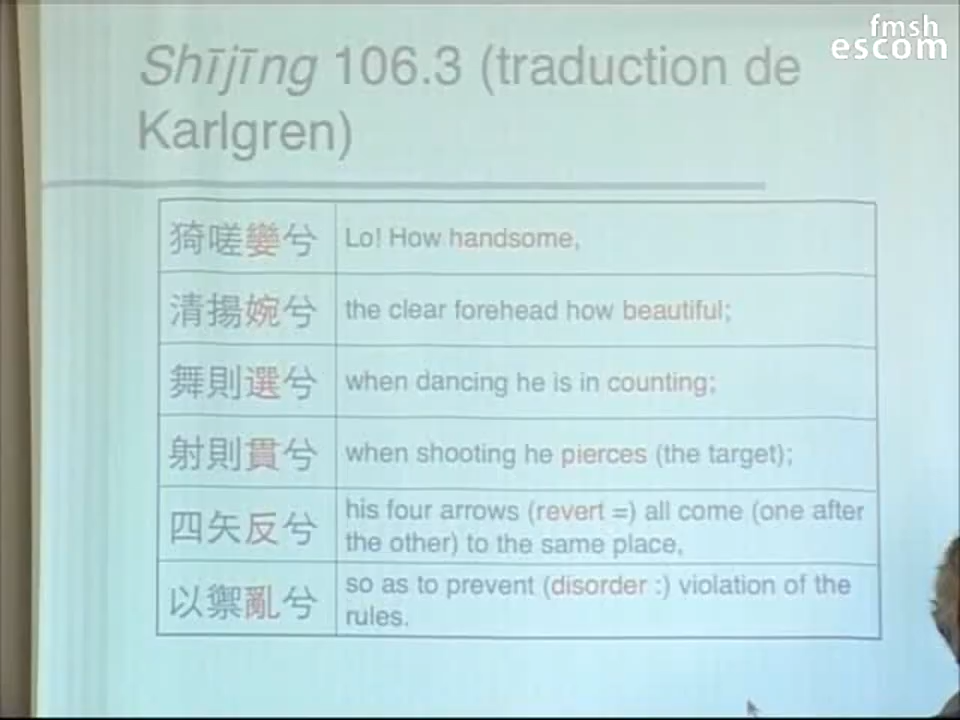 fmsh
escom
Shījīng 106.3 (traduction de
Karlgren)
猗嗟孌兮
Lo! How handsome,
清揚婉兮
the clear forehead how beautiful;
舞則選兮
when dancing he is in counting;
射則貫兮
when shooting he pierces (the target);
四矢反兮
his four arrows (revert =) all come (one after
the other) to the same place,
以禦亂兮
so as to prevent (disorder :) violation of the
rules.